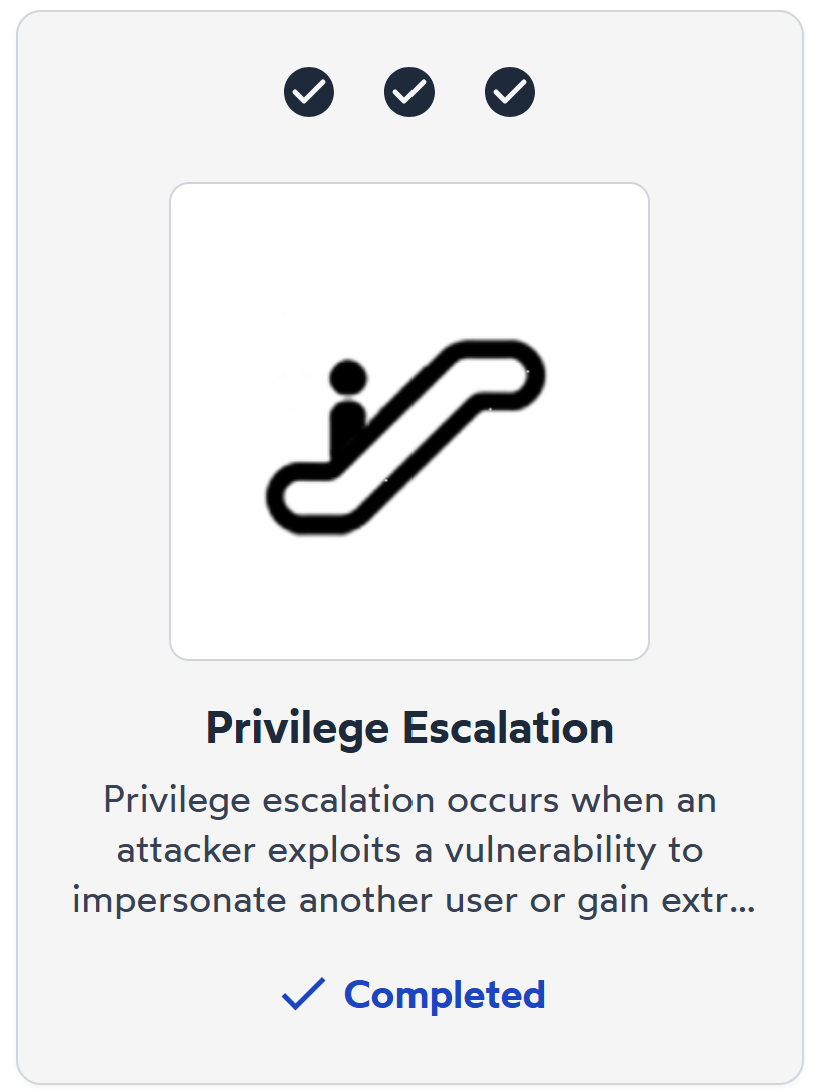 Privilege Escalation
Privilege escalation occurs when an
attacker exploits a vulnerability to
impersonate another user or gain extr...
Completed